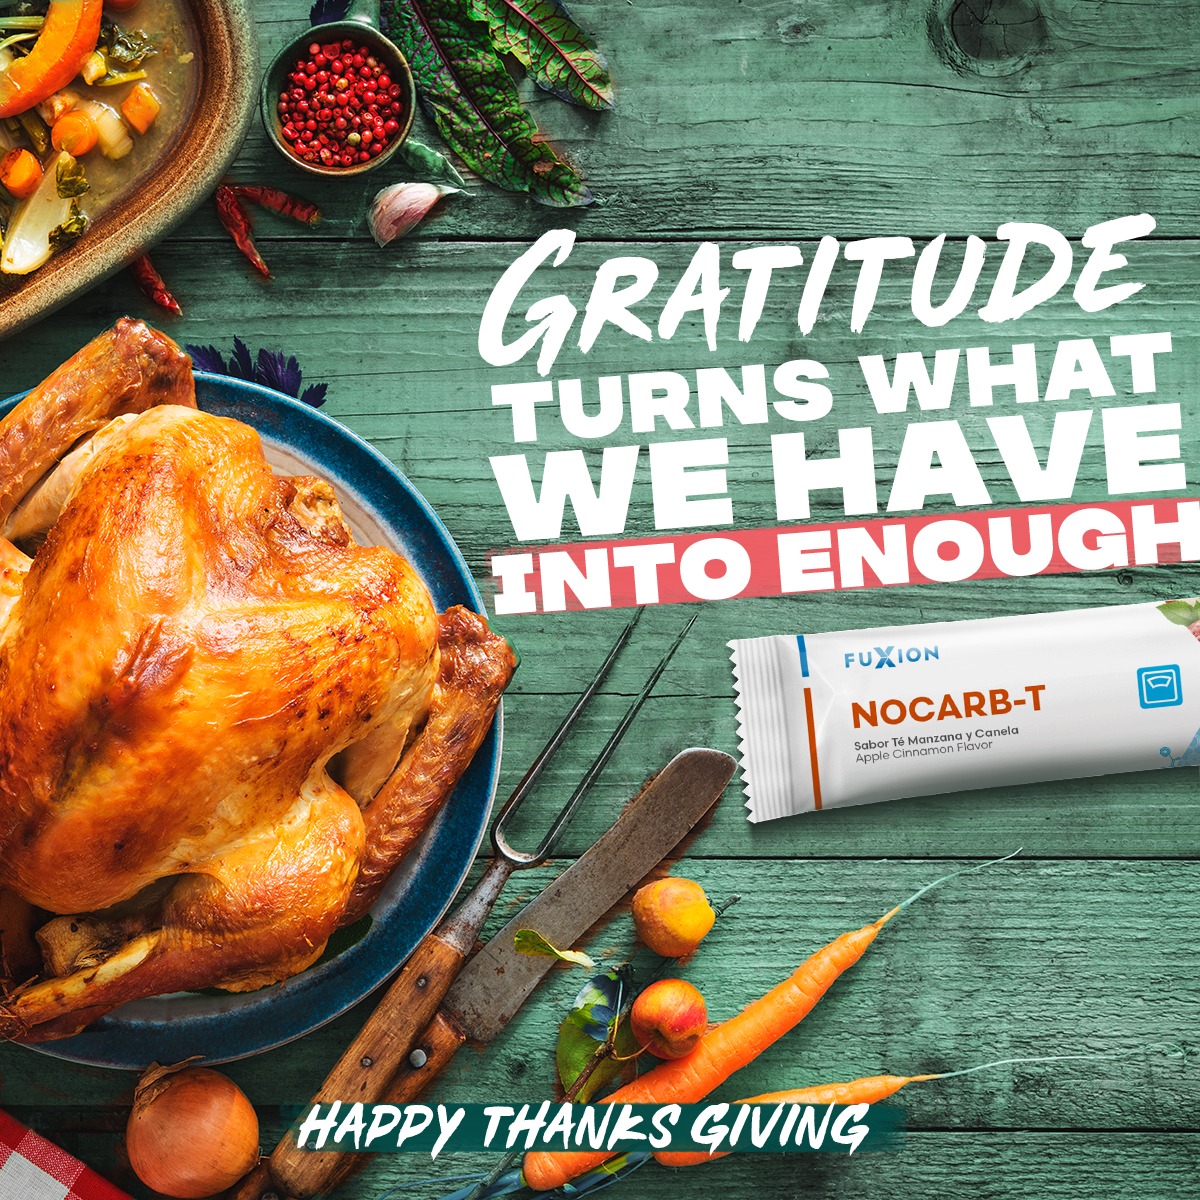 GRATITUDE
TURNS WHAT
WE HAVE
INTO ENOUGH
FUXION
NOCARB-T
Sabor Té Manzana y Canela
Apple Cinnamon Flavor
HAPPY THANKS GIVING